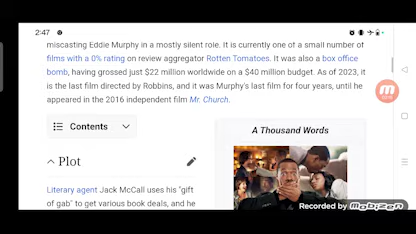 2:47
miscasting Eddie Murphy in a mostly silent role. It is currently one of a small number of
films with a 0% rating on review aggregator Rotten Tomatoes. It was also a box office
bomb, having grossed just $22 million worldwide on a $40 million budget. As of 2023, it
is the last film directed by Robbins, and it was Murphy's last film for four years, until he
appeared in the 2016 independent film Mr. Church.
Contents
A Thousand Words
Plot
Literary agent Jack McCall uses his "gift
of gab" to get various book deals, and he
Recorded by MOBIZEN